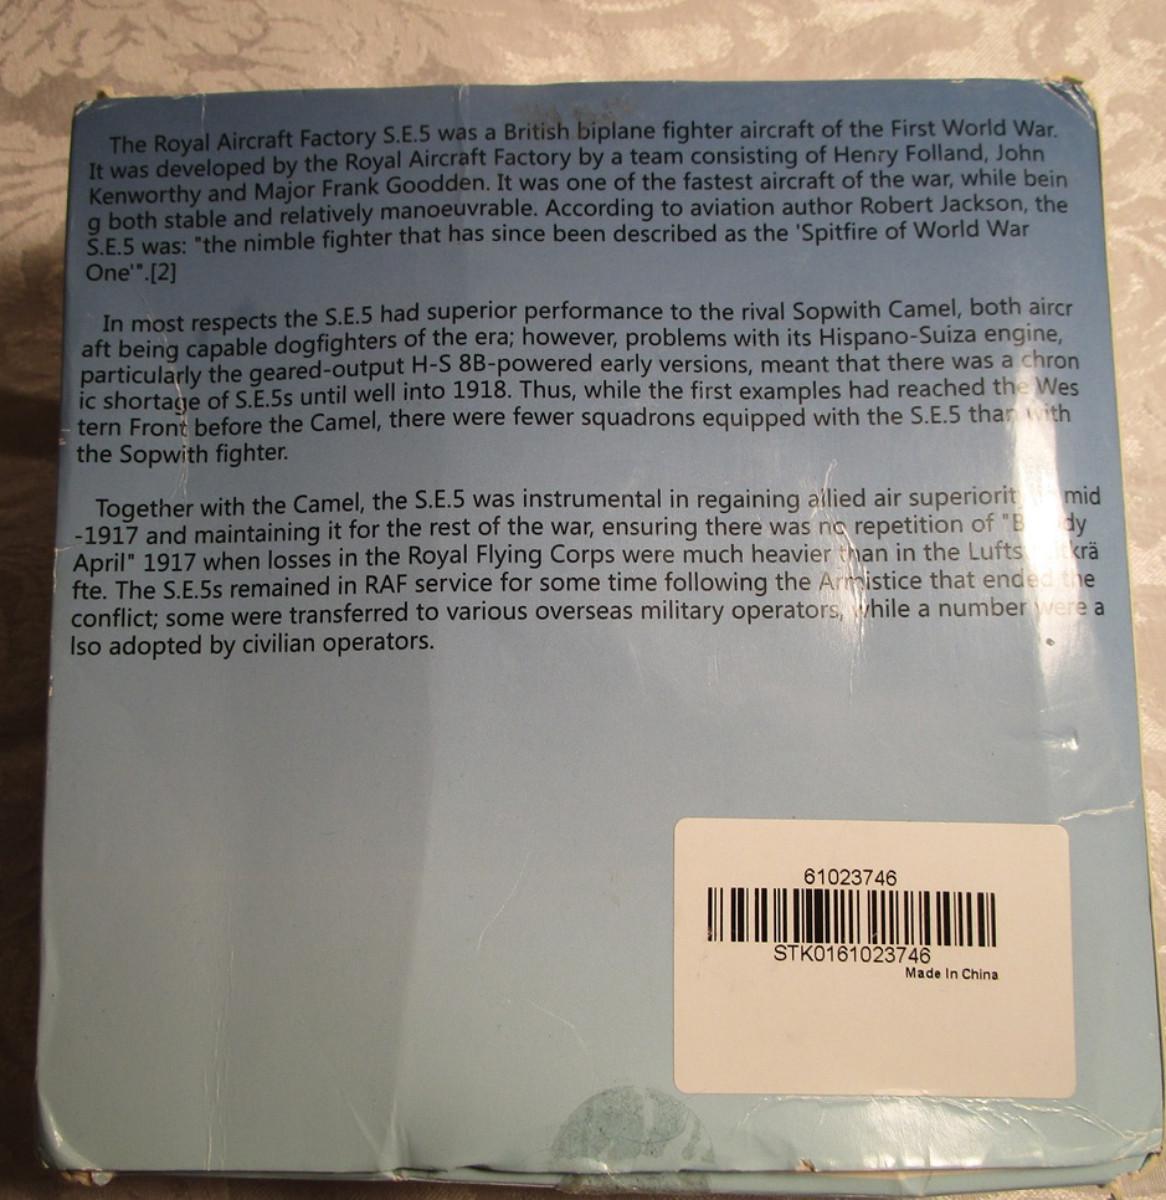 The Royal Aircraft Factory S.E.5 was a British biplane fighter aircraft of the First World War.
It was developed by the Royal Aircraft Factory by a team consisting of Henry Folland, John
Kenworthy and Major Frank Goodden. It was one of the fastest aircraft of the war, while bein
g both stable and relatively manoeuvrable. According to aviation author Robert Jackson, the
S.E.5 was: "the nimble fighter that has since been described as the 'Spitfire of World War
One'".[2]
In most respects the S.E.5 had superior performance to the rival Sopwith Camel, both aircr
aft being capable dogfighters of the era; however, problems with its Hispano-Suiza engine,
particularly the geared-output H-S 8B-powered early versions, meant that there was a chron
ic shortage of S.E.5s until well into 1918. Thus, while the first examples had reached the Wes
tern Front before the Camel, there were fewer squadrons equipped with the S.E.5 than with
the Sopwith fighter.
Together with the Camel, the S.E.5 was instrumental in regaining allied air superiority mid
-1917 and maintaining it for the rest of the war, ensuring there was no repetition of
April" 1917 when losses in the Royal Flying Corps were much heavier than in the
fte. The S.E.5s remained in RAF service for some time following the Armistice that ended the
conflict; some were transferred to various overseas military operators, while a number were a
lso adopted by civilian operators.
61023746
STK0161023746
Made In China